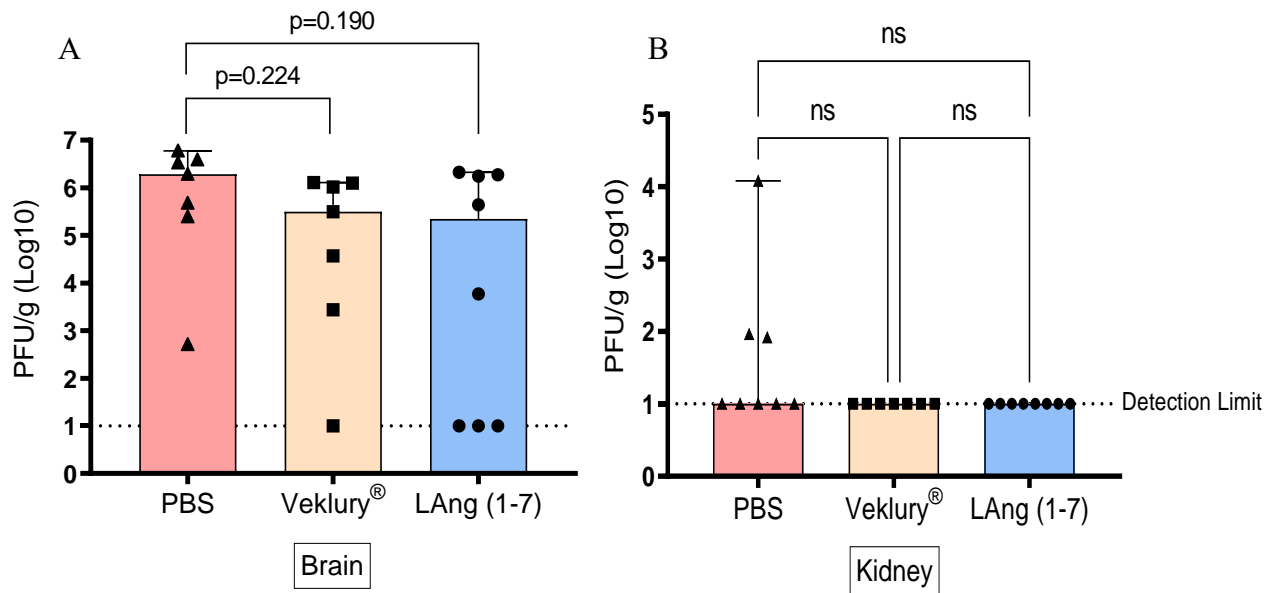 A
p=0.190
p=0.224
PFU/g (Log10)
7
6
5
4
3
2
1
0
PBS
Veklury®
LAng (1-7)
Brain
B
ns
ns
ns
PFU/g (Log10)
5
4
3
2
1
0
Detection Limit
PBS
Veklury®
LAng (1-7)
Kidney